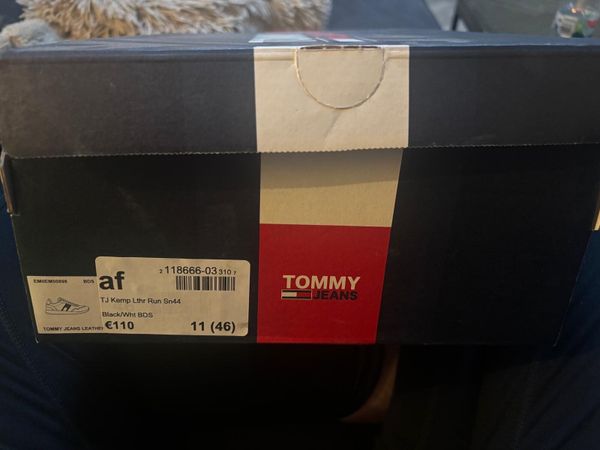 TOMMY
JEANS
EM0EM00898 BDS
TOMMY JEANS LEATHER
af
2 118666-03 310 7
TJ Kemp Lthr Run Sn44
Black/Wht BDS
€110 11 (46)